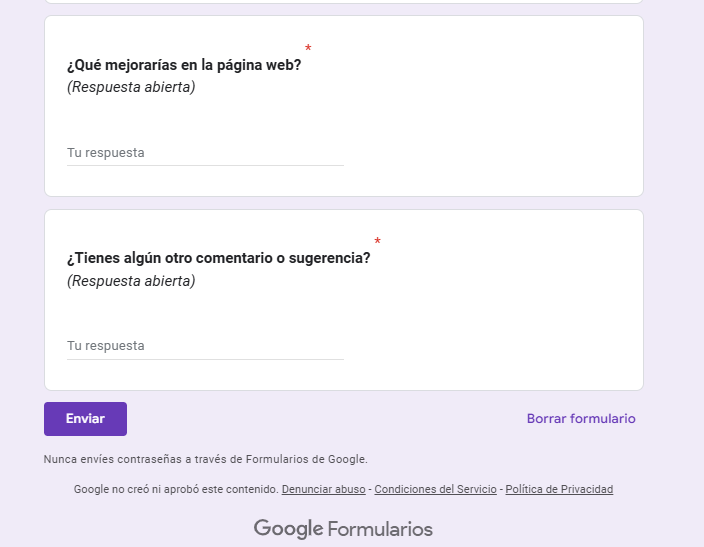 ¿Qué mejorarías en la página web? *
(Respuesta abierta)
Tu respuesta
¿Tienes algún otro comentario o sugerencia? *
(Respuesta abierta)
Tu respuesta
Enviar
Borrar formulario
Nunca envíes contraseñas a través de Formularios de Google.
Google no creó ni aprobó este contenido. Denunciar abuso - Condiciones del Servicio - Política de Privacidad
Google Formularios